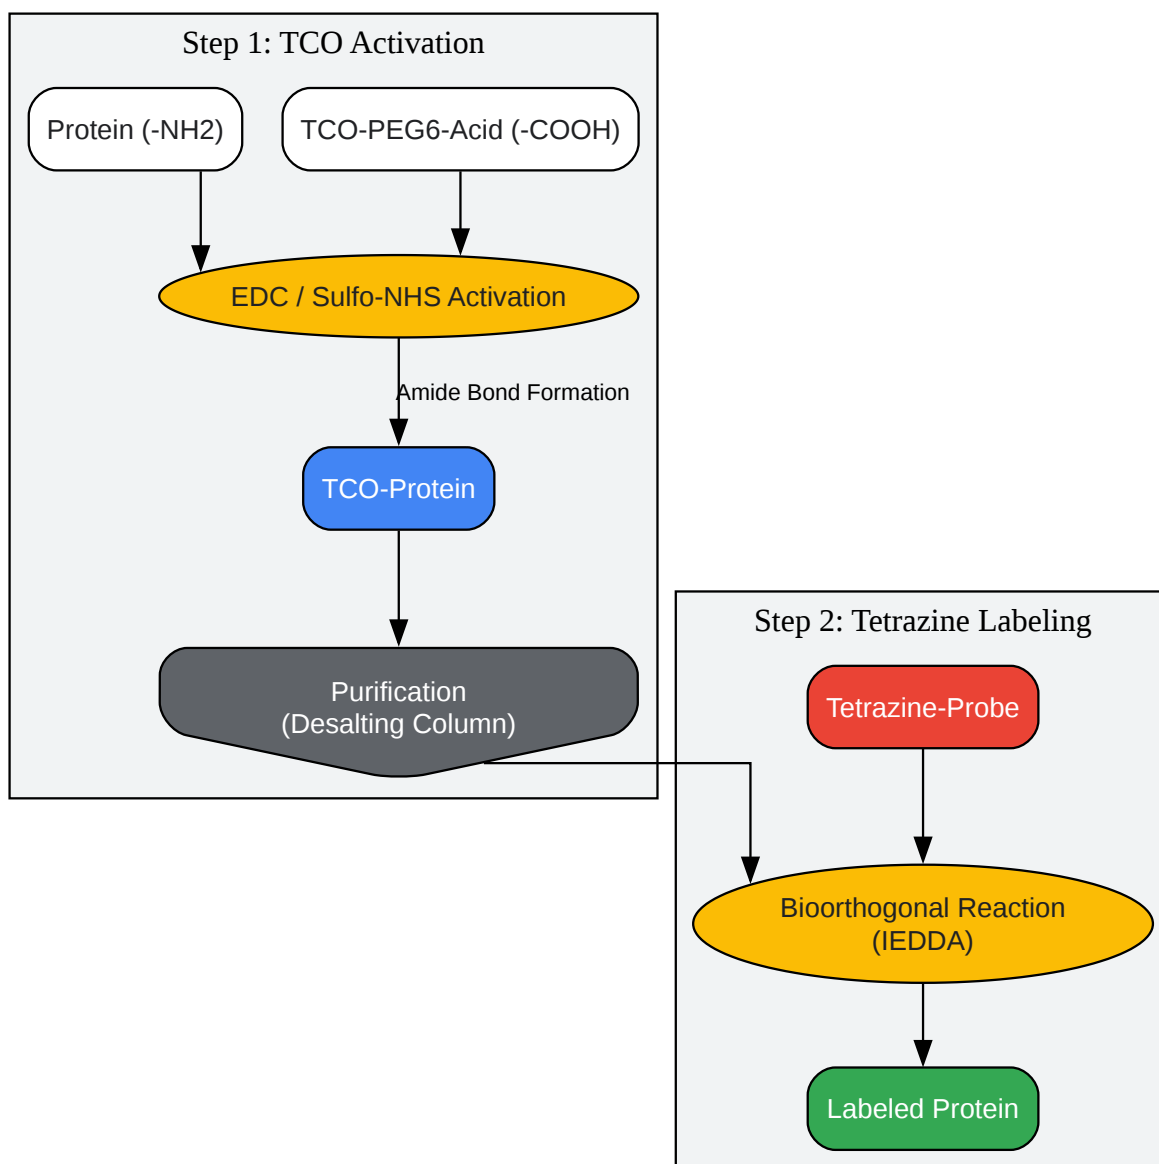 Step 1: TCO Activation
Protein (-NH2)
TCO-PEG6-Acid (-COOH)
EDC / Sulfo-NHS Activation
Amide Bond Formation
TCO-Protein
Purification
(Desalting Column)
Step 2: Tetrazine Labeling
Tetrazine-Probe
Bioorthogonal Reaction
(IEDDA)
Labeled Protein